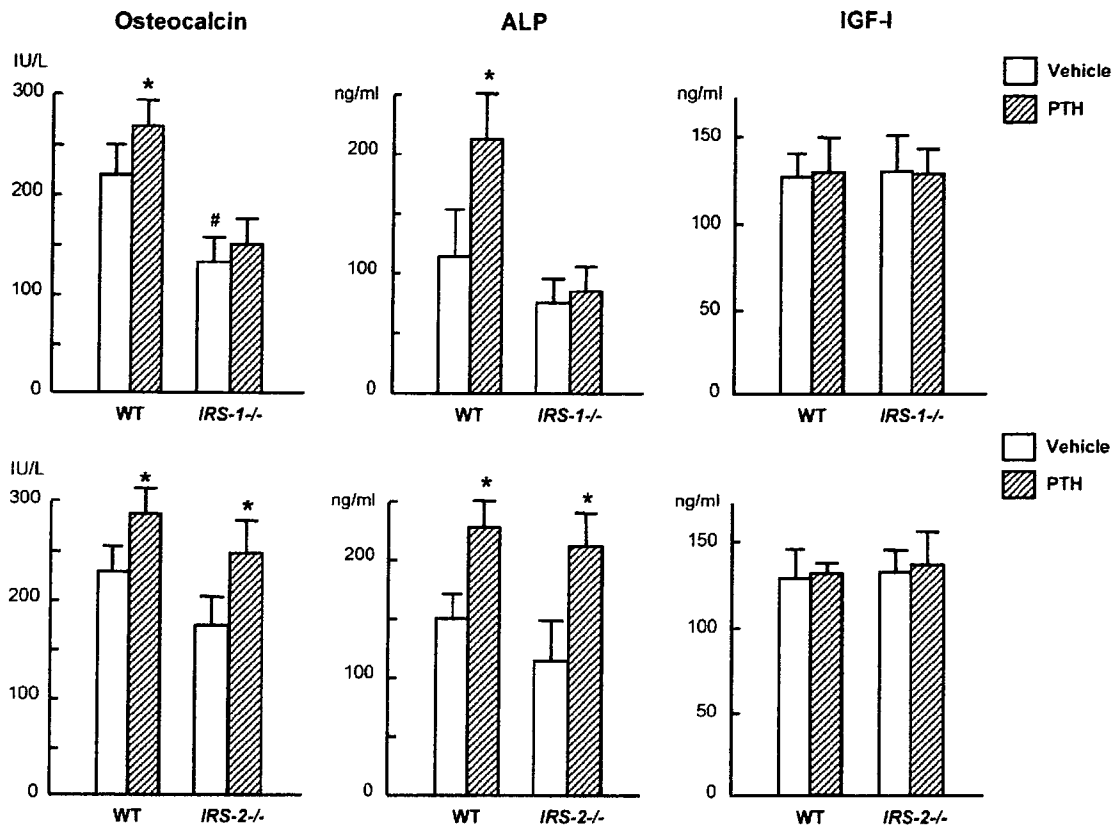 Osteocalcin ALP IGF-I
IU/L
300
200
100
0
*
#
WT IRS-1-/-
ng/ml
200
100
0
*
WT IRS-1-/-
ng/ml
150
100
50
0
WT IRS-1-/-
Vehicle
PTH
IU/L
300
200
100
0
*
*
WT IRS-2-/-
ng/ml
200
100
0
*
*
WT IRS-2-/-
ng/ml
150
100
50
0
WT IRS-2-/-
Vehicle
PTH